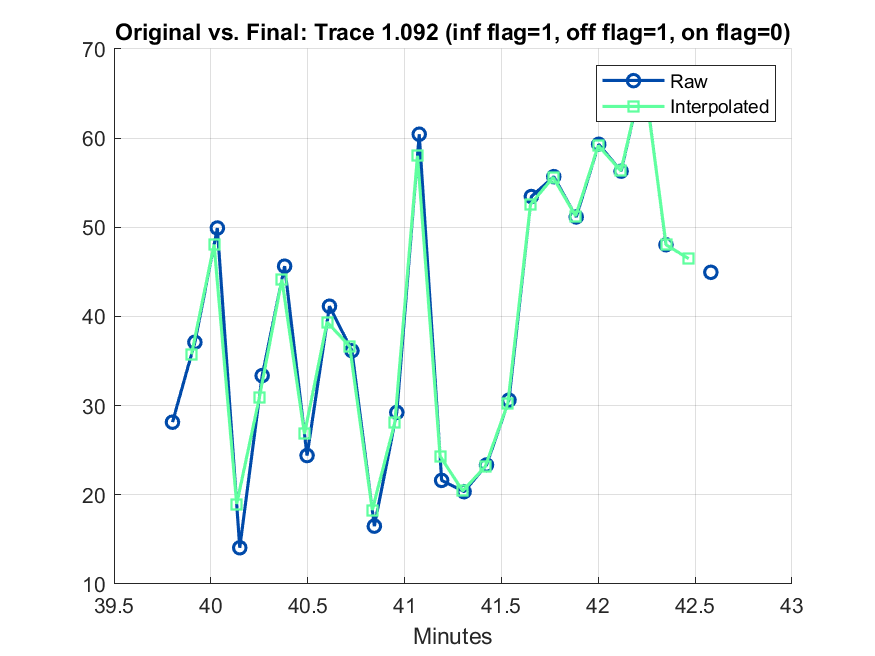 Original vs. Final: Trace 1.092 (inf flag=1, off flag=1, on flag=0)
70
60
50
40
30
20
10
Raw
Interpolated
39.5 40 40.5 41 41.5 42 42.5 43
Minutes